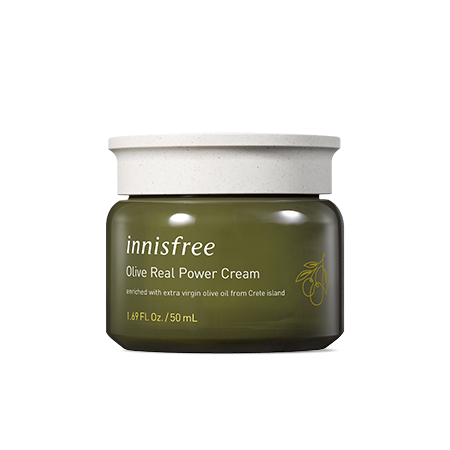 innisfree
Olive Real Power Cream
enriched with extra virgin olive oil from Crete island
1.69 FL. Oz. / 50 mL